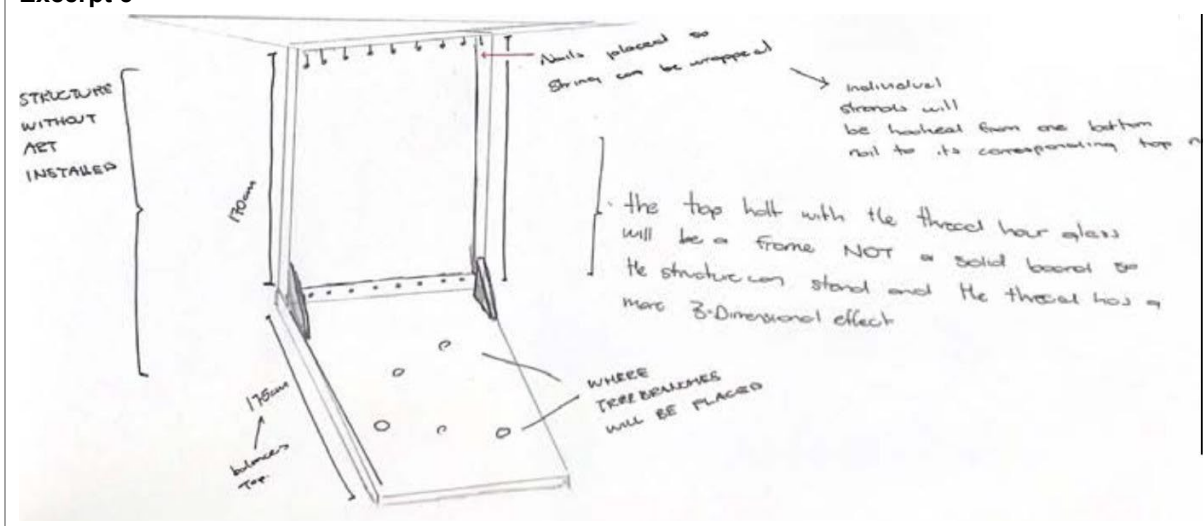 Excerpt
Nails placed so
string can be wrapped
individual
strands will
be hooked from one bottom
nail to its corresponding top n
STRUCTURE
WITHOUT
ART
INSTALLED
170cm
· the top half with the thread hour glass
will be a frame NOT a solid board so
the structure can stand and the thread has a
more 3-Dimensional effect
WHERE
TREE BRANCHES
WILL BE PLACED
175cm
balances
top.